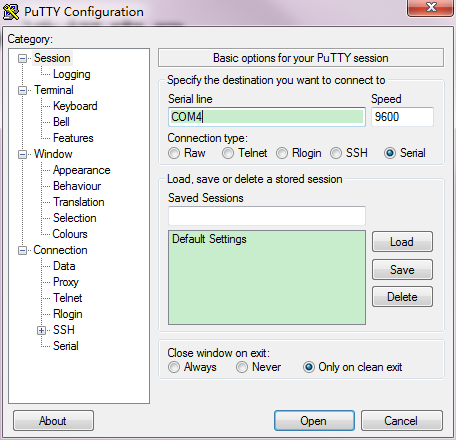 PuTTY Configuration
Category:
Session
Logging
Terminal
Keyboard
Bell
Features
Window
Appearance
Behaviour
Translation
Selection
Colours
Connection
Data
Proxy
Telnet
Rlogin
SSH
Serial
Basic options for your PuTTY session
Specify the destination you want to connect to
Serial line Speed
COM4 9600
Connection type:
Raw Telnet Rlogin SSH Serial
Load, save or delete a stored session
Saved Sessions
Default Settings
Load
Save
Delete
Close window on exit:
Always Never Only on clean exit
About Open Cancel